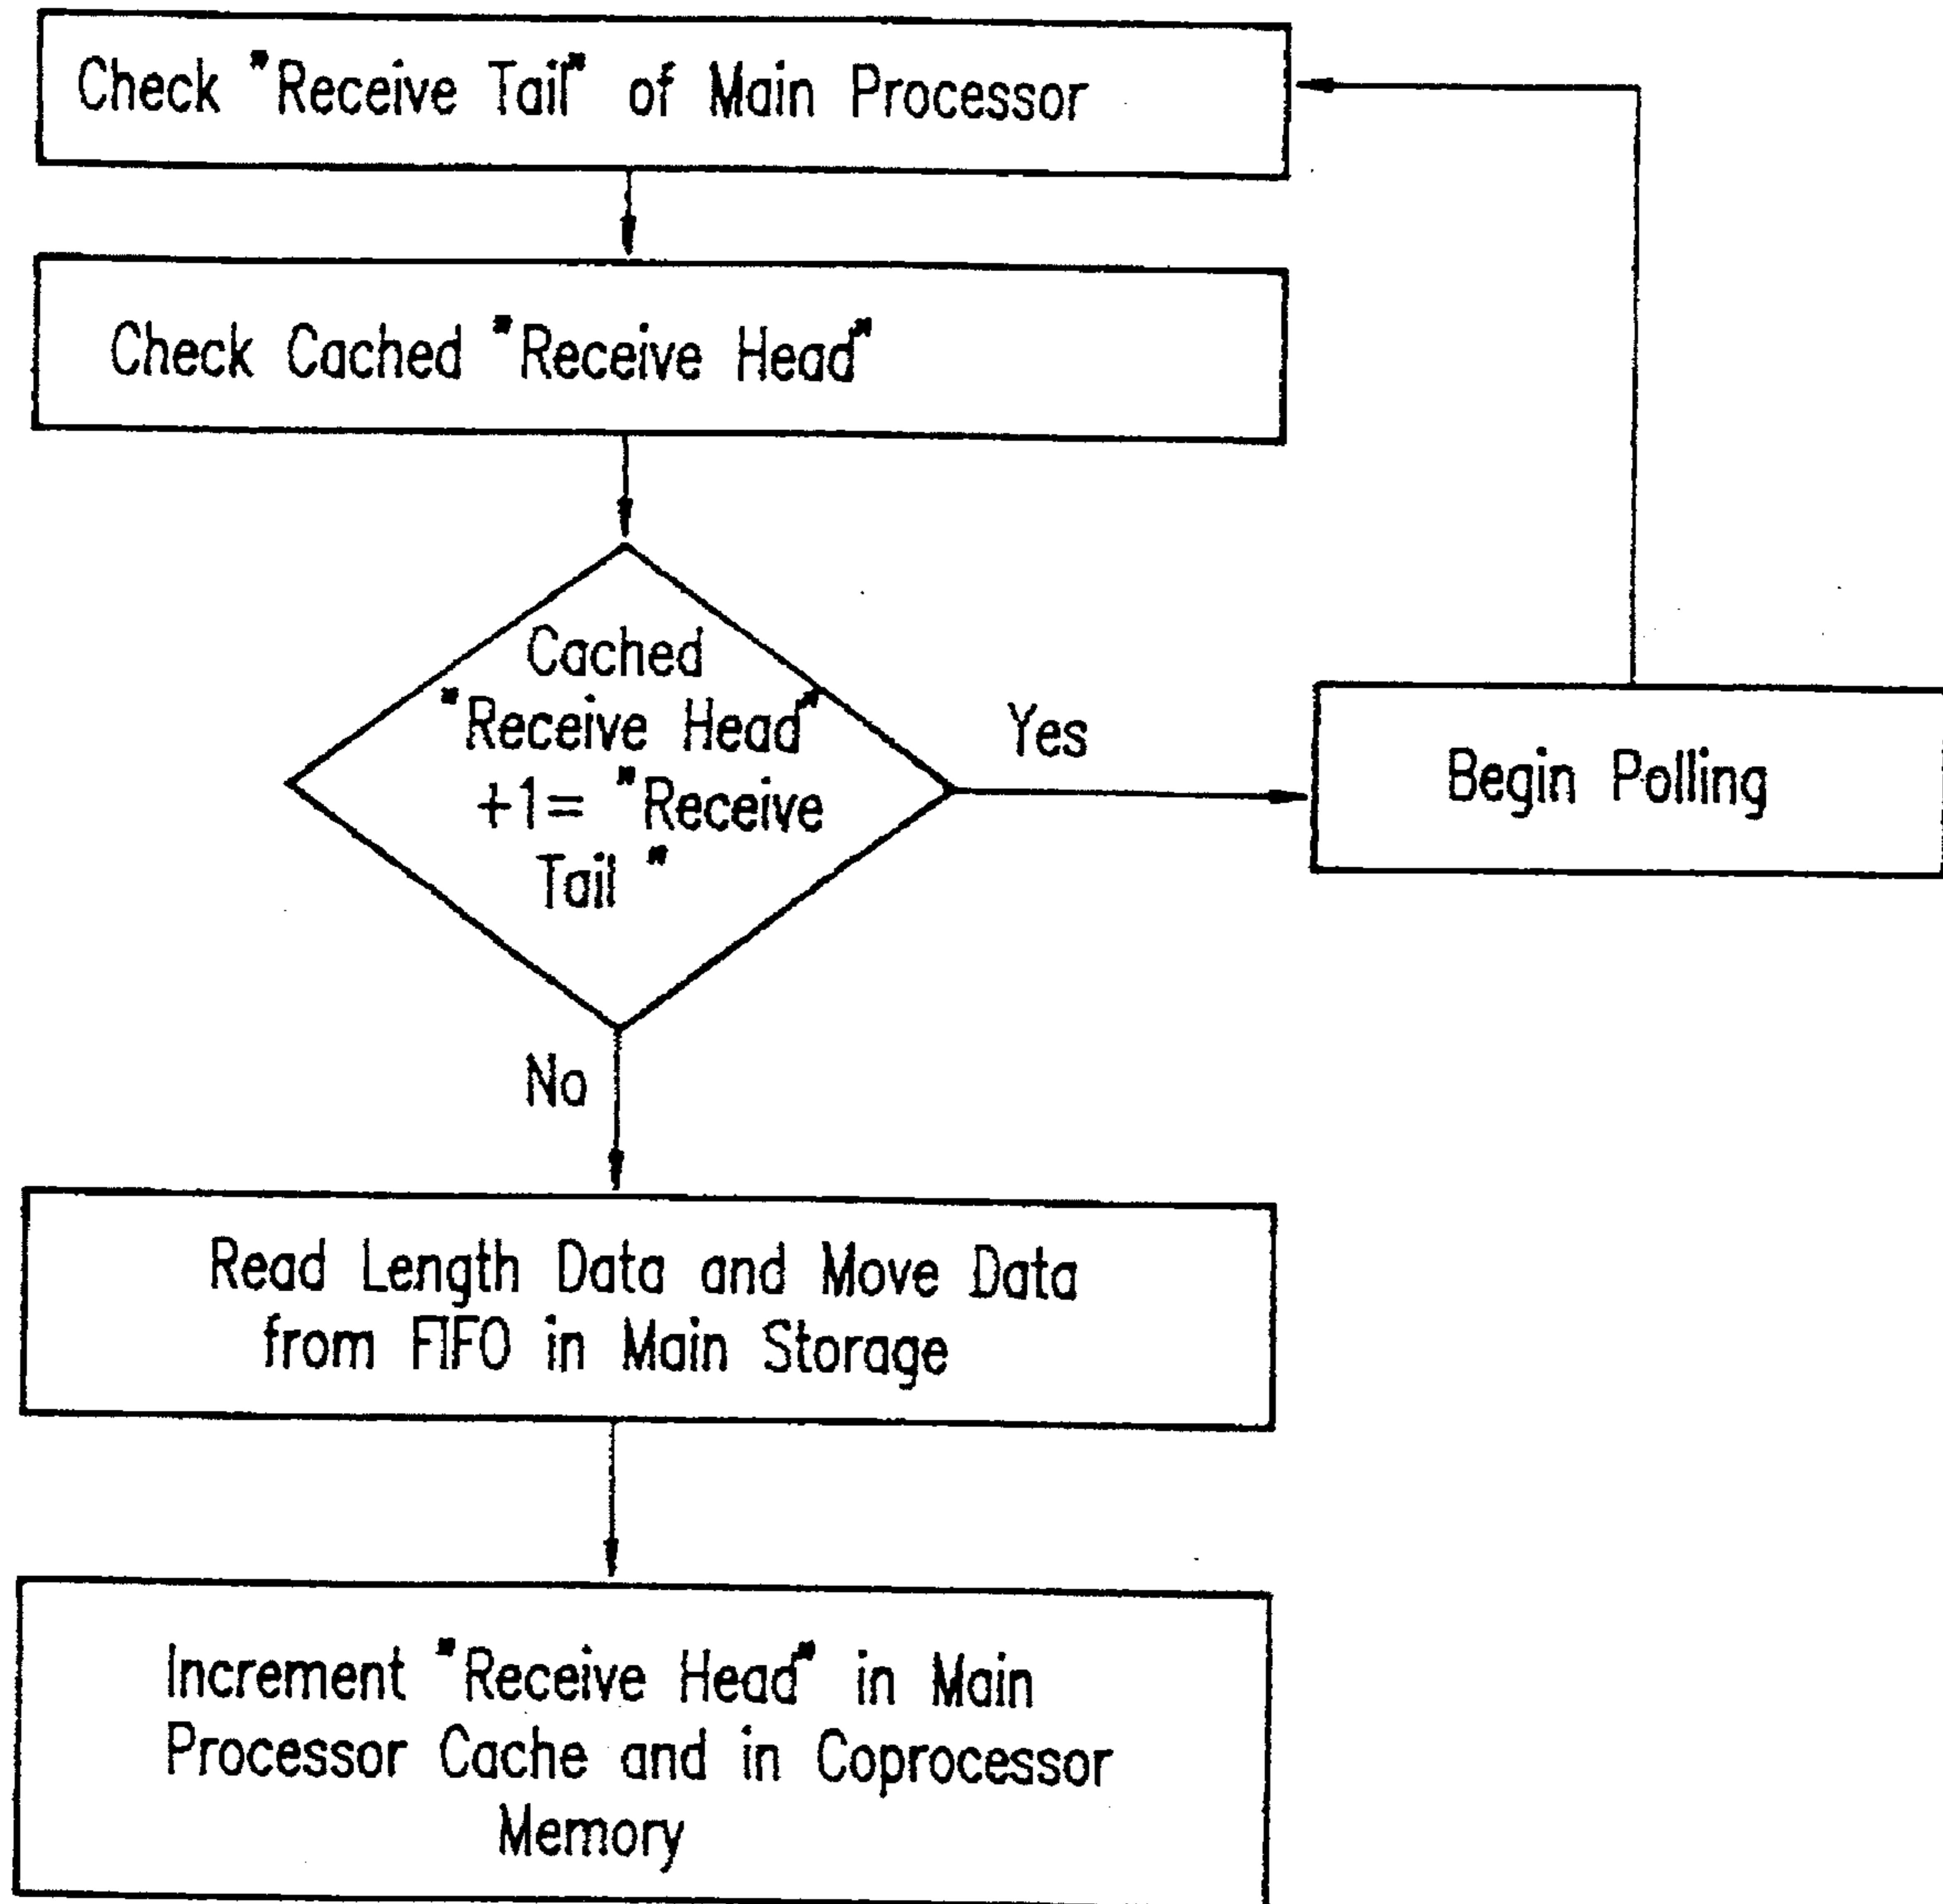 Check "Receive Tail" of Main Processor
Check Cached "Receive Head"
Cached
"Receive Head"
+1= "Receive
Tail "
Yes
Begin Polling
No
Read Length Data and Move Data
from FIFO in Main Storage
Increment "Receive Head" in Main
Processor Cache and in Coprocessor
Memory